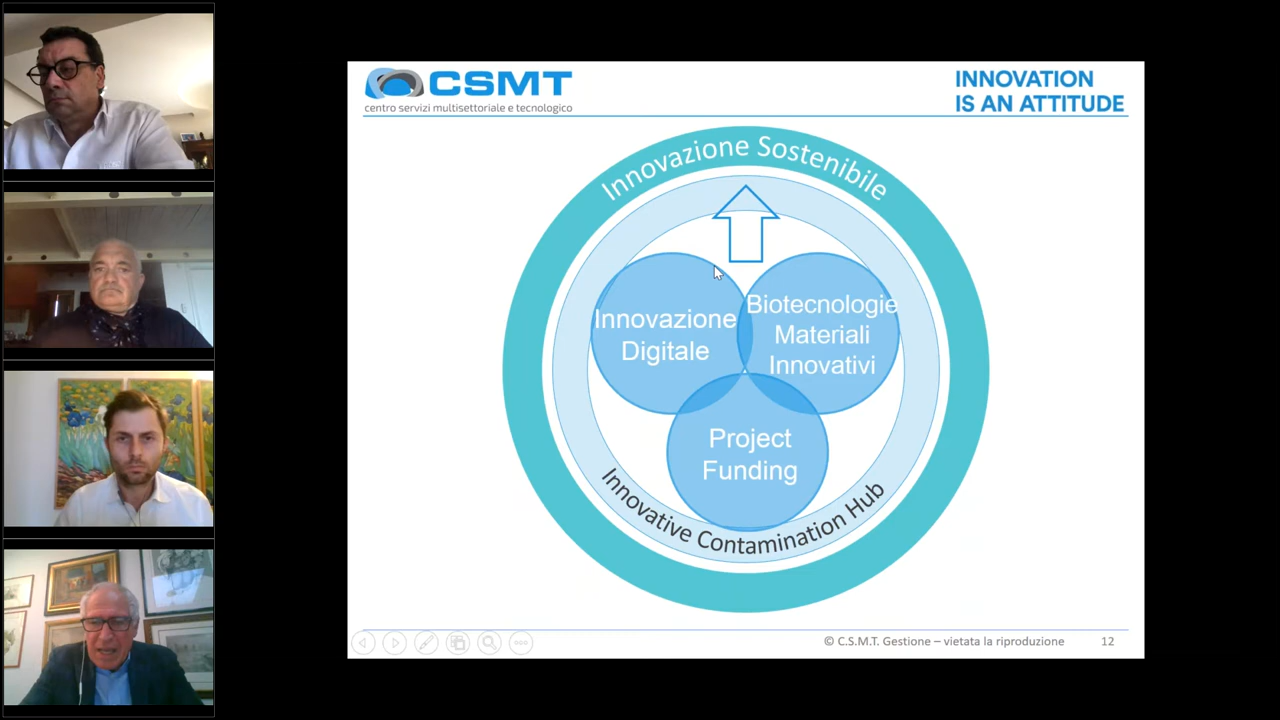 CSMT
centro servizi multisettoriale e tecnologico
INNOVATION
IS AN ATTITUDE
Innovazione Sostenibile
Innovazione
Digitale
Biotecnologie
Materiali
Innovativi
Project
Funding
Innovative Contamination Hub
© C.S.M.T. Gestione – vietata la riproduzione
12